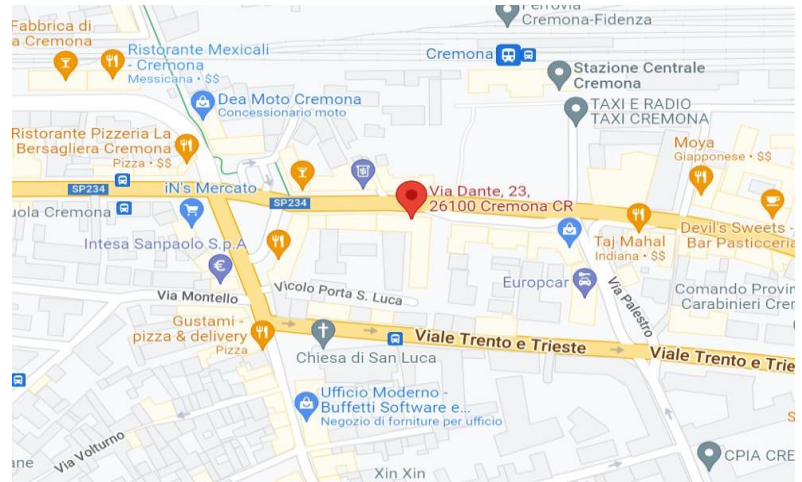 Ferrovia
Cremona-Fidenza
Fabbrica di
a Cremona
Ristorante Mexicali
- Cremona
Messicana • $$
Cremona
Stazione Centrale
Cremona
Dea Moto Cremona
Concessionario moto
TAXI E RADIO
TAXI CREMONA
Ristorante Pizzeria La
Bersagliera Cremona
Pizza • $$
Moya
Giapponese • $$
SP234
iN's Mercato
SP234
Via Dante, 23,
26100 Cremona CR
uola Cremona
Intesa Sanpaolo S.p.A
Taj Mahal
Indiana • $$
Devil's Sweets -
Bar Pasticceria
Europcar
Via Palestro
Comando Provin
Carabinieri Crem
Via Montello
Vicolo Porta S. Luca
Gustami -
pizza & delivery
Pizza
Chiesa di San Luca
Viale Trento e Trieste
Viale Trento e Trie
Ufficio Moderno -
Buffetti Software e...
Negozio di forniture per ufficio
Via Volturno
ane
Xin Xin
CPIA CRE
S